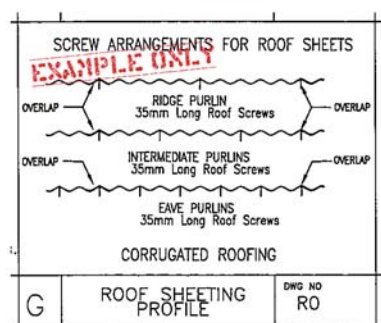 SCREW ARRANGEMENTS FOR ROOF SHEETS
EXAMPLE ONLY
OVERLAP
RIDGE PURLIN
35mm Long Roof Screws
OVERLAP
OVERLAP
INTERMEDIATE PURLINS
35mm Long Roof Screws
OVERLAP
EAVE PURLINS
35mm Long Roof Screws
CORRUGATED ROOFING
G
ROOF SHEETING
PROFILE
DWG NO
RO